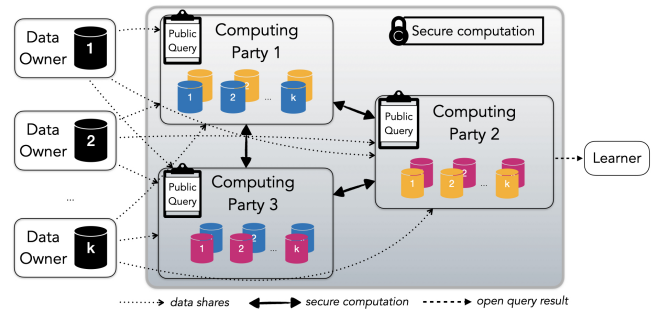 Data
Owner
1
Data
Owner
2
...
Data
Owner
k
Public
Query
Computing
Party 1
2
1
2
...
k
Public
Query
Computing
Party 3
2
1
2
...
k
C
Secure computation
Public
Query
Computing
Party 2
2
1
2
...
k
Learner
data shares
secure computation
open query result